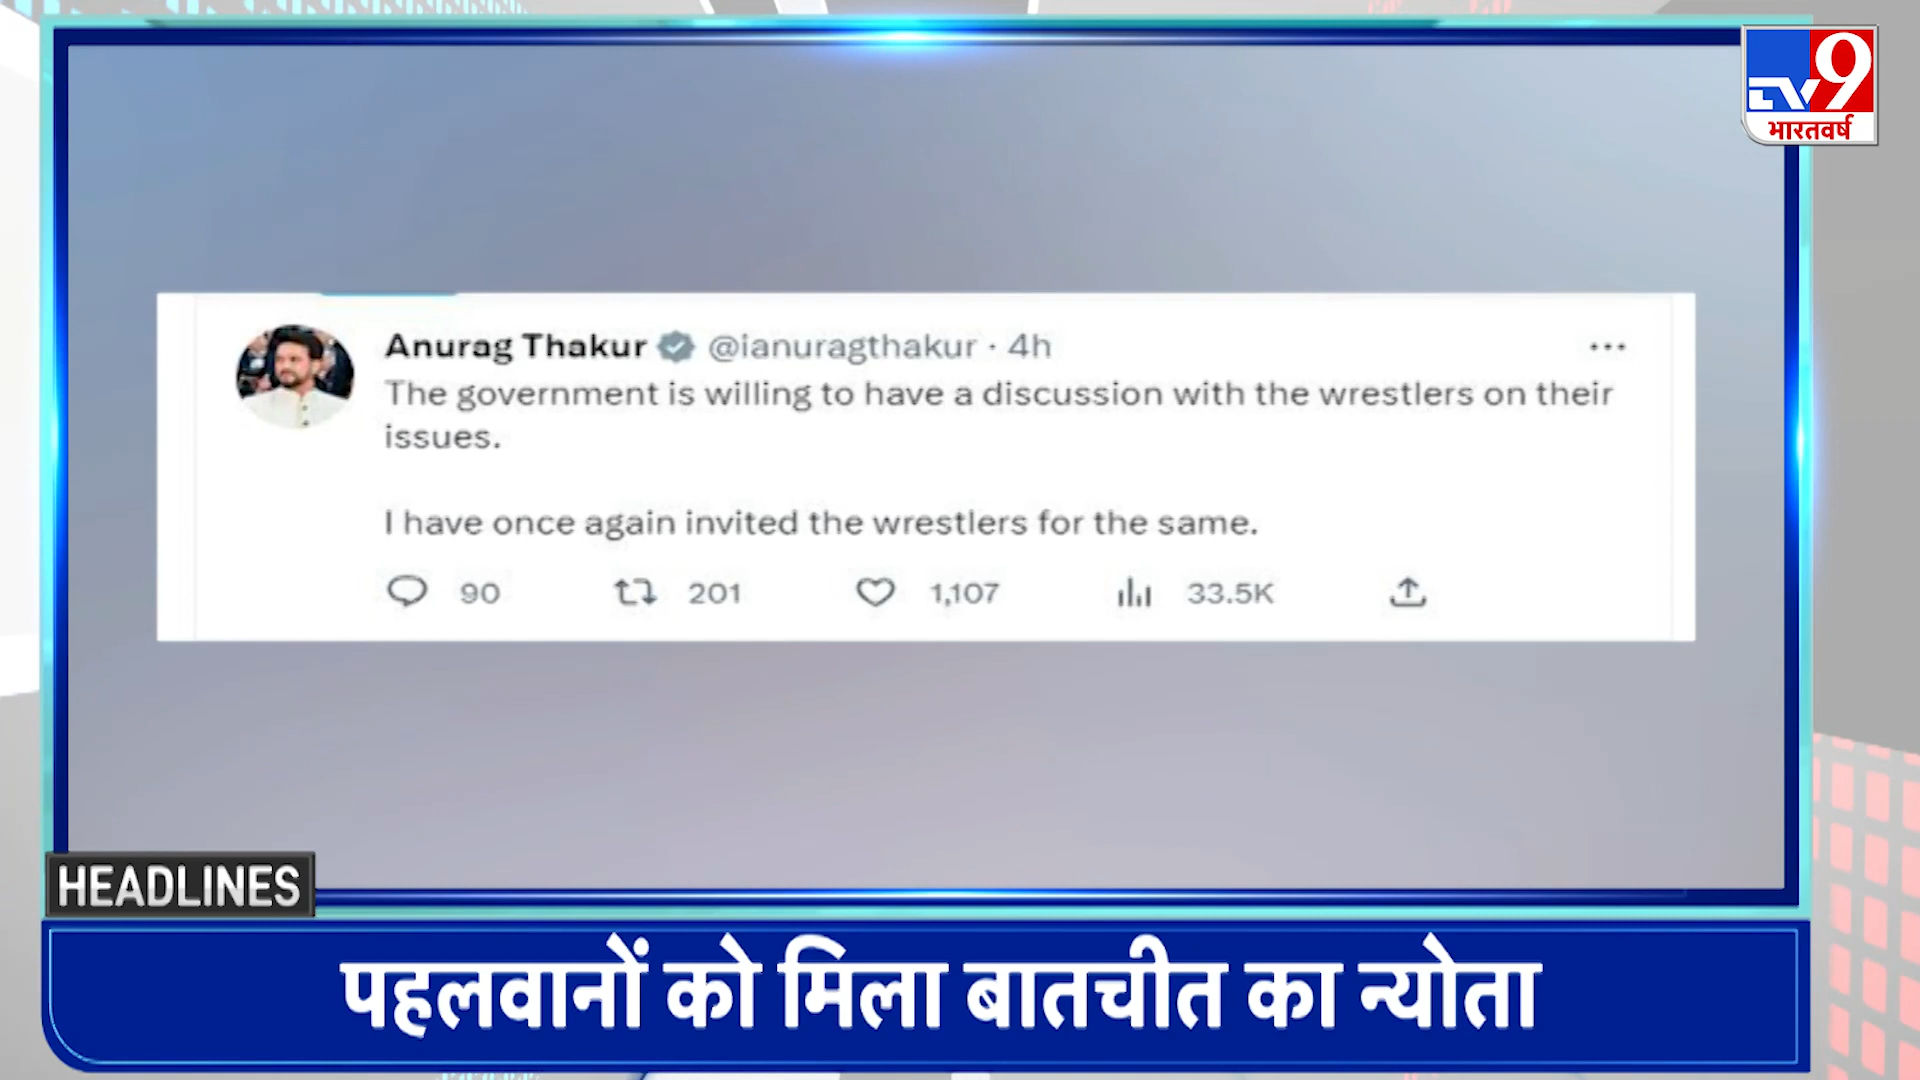 TV9
भारतवर्ष
Anurag Thakur @ianuragthakur · 4h
The government is willing to have a discussion with the wrestlers on their
issues.
I have once again invited the wrestlers for the same.
90 201 1,107 33.5K
HEADLINES
पहलवानों को मिला बातचीत का न्योता